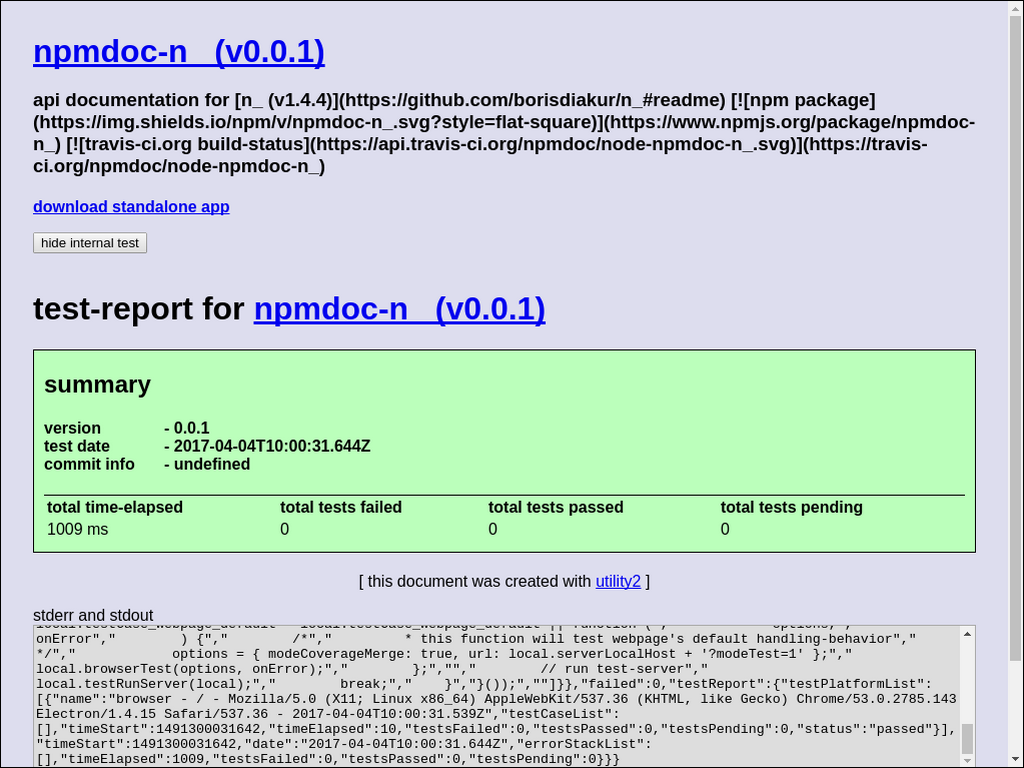 npmdoc-n_ (v0.0.1)
api documentation for [n_ (v1.4.4)](https://github.com/borisdiakur/n_#readme) [![npm package]
(https://img.shields.io/npm/v/npmdoc-n_.svg?style=flat-square)](https://www.npmjs.org/package/npmdoc-
n_) [![travis-ci.org build-status](https://api.travis-ci.org/npmdoc/node-npmdoc-n_.svg)](https://travis-
ci.org/npmdoc/node-npmdoc-n_)
download standalone app
hide internal test
test-report for npmdoc-n_ (v0.0.1)
summary
version - 0.0.1
test date - 2017-04-04T10:00:31.644Z
commit info - undefined
total time-elapsed total tests failed total tests passed total tests pending
1009 ms 0 0 0
[ this document was created with utility2 ]
stderr and stdout
local.testCase_webpage_default = local.testCase_webpage_default || function (","            options,","
onError","        ) {","        /*","         * this function will test webpage's default handling-behavior","
*/","            options = { modeCoverageMerge: true, url: local.serverLocalHost + '?modeTest=1' };","
local.browserTest(options, onError);","        };","","        // run test-server","
local.testRunServer(local);","        break;","    }","}());",""]}},"failed":0,"testReport":{"testPlatformList":
[{"name":"browser - / - Mozilla/5.0 (X11; Linux x86_64) AppleWebKit/537.36 (KHTML, like Gecko) Chrome/53.0.2785.143
Electron/1.4.15 Safari/537.36 - 2017-04-04T10:00:31.539Z","testCaseList":
[],"timeStart":1491300031642,"timeElapsed":10,"testsFailed":0,"testsPassed":0,"testsPending":0,"status":"passed"}],
"timeStart":1491300031642,"date":"2017-04-04T10:00:31.644Z","errorStackList":
[],"timeElapsed":1009,"testsFailed":0,"testsPassed":0,"testsPending":0}}}